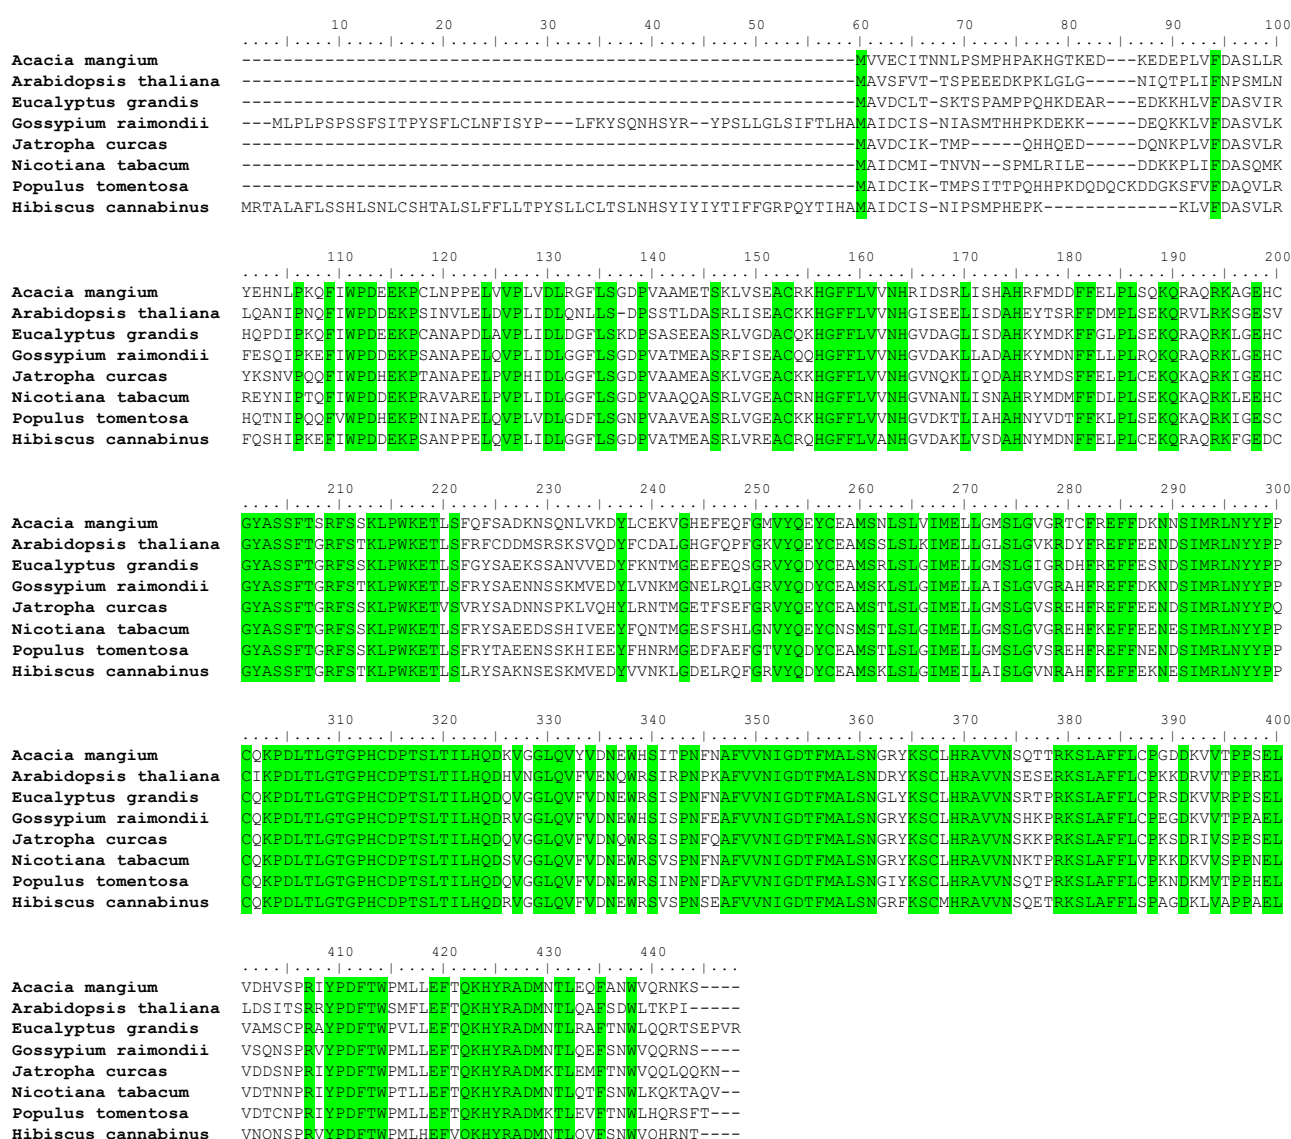 10 20 30 40 50 60 70 80 90 100
....|....|....|....|....|....|....|....|....|....|....|....|....|....|....|....|....|....|....|....|
Acacia mangium -----------------------------------------------------------MVVECITNNLPSMPHPAKHGTKED---KEDEPLVFDASLLR
Arabidopsis thaliana -----------------------------------------------------------MAVSFVT-TSPEEEDKPKLGLG-----NIQTPLIFNPSMLN
Eucalyptus grandis -----------------------------------------------------------MAVDCLT-SKTSPAMPPQHKDEAR---EDKKHLVFDASVIR
Gossypium raimondii ---MLPLPSPSSFSITPYSFLCLNFISYP---LFKYSQNHSYR--YPSLLGLSIFTLHAMAIDCIS-NIASMTHHPKDEKK-----DEQKKLVFDASVLK
Jatropha curcas -----------------------------------------------------------MAVDCIK-TMP-----QHHQED-----DQNKPLVFDASVLR
Nicotiana tabacum -----------------------------------------------------------MAIDCMI-TNVN--SPMLRILE-----DDKKPLIFDASQMK
Populus tomentosa -----------------------------------------------------------MAIDCIK-TMPSITTPQHHPKDQDQCKDDGKSFVFDAQVLR
Hibiscus cannabinus MRTALAFLSSHLSNLCSHTALSLFFLLTPYSLLCLTSLNHSYIYIYTIFFGRPQYTIHAMAIDCIS-NIPSMPHEPK-------------KLVFDASVLR
110 120 130 140 150 160 170 180 190 200
....|....|....|....|....|....|....|....|....|....|....|....|....|....|....|....|....|....|....|....|
Acacia mangium YEHNLPKQFIWPDEEKPCLNPPELVVPLVDLRGFLSGDPVAAMETSKLVSEACRKHGFFLVVNHRIDSRLISHAHRFMDDFFELPLSQKQRAQRKAGEHC
Arabidopsis thaliana LQANIPNQFIWPDEEKPSINVLELDVPLIDLQNLLS-DPSSTLDASRLISEACKKHGFFLVVNHGISEELISDAHEYTSRFFDMPLSEKQRVLRKSGESV
Eucalyptus grandis HQPDIPKQFIWPDEEKPCANAPDLAVPLIDLDGFLSKDPSASEEASRLVGDACQKHGFFLVVNHGVDAGLISDAHKYMDKFFGLPLSEKQRAQRKLGEHC
Gossypium raimondii FESQIPKEFIWPDDEKPSANAPELQVPLIDLGGFLSGDPVATMEASRFISEACQQHGFFLVVNHGVDAKLLADAHKYMDNFFLLPLRQKQRAQRKLGEHC
Jatropha curcas YKSNVPQQFIWPDHEKPTANAPELPVPHIDLGGFLSGDPVAAMEASKLVGEACKKHGFFLVVNHGVNQKLIQDAHRYMDSFFELPLCEKQKAQRKIGEHC
Nicotiana tabacum REYNIPTQFIWPDDEKPRAVARELPVPLIDLGGFLSGDPVAAQQASRLVGEACRNHGFFLVVNHGVNANLISNAHRYMDMFFDLPLSEKQKAQRKLEEHC
Populus tomentosa HQTNIPQQFVWPDHEKPNINAPELQVPLVDLGDFLSGNPVAAVEASRLVGEACKKHGFFLVVNHGVDKTLIAHAHNYVDTFFAKPLSEKQKAQRKIGESC
Hibiscus cannabinus FQSHIPKEFIWPDDEKPSANPPELQVPLIDLGGFLSGDPVATMEASRLVREACRQHGFFLVANHGVDAKLVSDAHNYMDNFFELPLCEKQRAQRKFGEDC
210 220 230 240 250 260 270 280 290 300
....|....|....|....|....|....|....|....|....|....|....|....|....|....|....|....|....|....|....|....|
Acacia mangium GYASSFTSRFSSKLPWKETLSFQFSADKNSQNLVKDYLCEKVGHEFEQFGMVYQEYCEAMSNLSLVIMELLGMSLGVGRTCFREFFDKNNSIMRLNYYPP
Arabidopsis thaliana GYASSFTGRFSTKLPWKETLSFRFCDDMSRSKSVQDYFCDALGHGFQPFGKVYQEYCEAMSSLSLKIMELLGLSLGVKRDYFREFFEENDSIMRLNYYPP
Eucalyptus grandis GYASSFTGRFSSKLPWKETLSFGYSAEKSSANVVEDYFKNTMGEEFEQSGRVYQDYCEAMSRLSLGIMELLGMSLGIGRDHFREFFESNDSIMRLNYYPP
Gossypium raimondii GYASSFTGRFSTKLPWKETLSFRYSAENNSSKMVEDYLVNKMGNELRQLGRVYQDYCEAMSKLSLGIMELLAISLGVGRAHFREFFDKNDSIMRLNYYPP
Jatropha curcas GYASSFTGRFSSKLPWKETVSVRYSADNNSPKLVQHYLRNTMGETFSEFGRVYQEYCEAMSTLSLGIMELLGMSLGVSREHFREFFEENDSIMRLNYYPQ
Nicotiana tabacum GYASSFTGRFSSKLPWKETLSFRYSAEEDSSHIVEEYFQNTMGESFSHLGNVYQEYCNSMSTLSLGIMELLGMSLGVGREHFKEFFEENESIMRLNYYPP
Populus tomentosa GYASSFTGRFSSKLPWKETLSFRYTAEENSSKHIEEYFHNRMGEDFAEFGTVYQDYCEAMSTLSLGIMELLGMSLGVSREHFREFFNENDSIMRLNYYPP
Hibiscus cannabinus GYASSFTGRFSTKLPWKETLSLRYSAKNSESKMVEDYVVNKLGDELRQFGRVYQDYCEAMSKLSLGIMEILAISLGVNRAHFKEFFEKNESIMRLNYYPP
310 320 330 340 350 360 370 380 390 400
....|....|....|....|....|....|....|....|....|....|....|....|....|....|....|....|....|....|....|....|
Acacia mangium CQKPDLTLGTGPHCDPTSLTILHQDKVGGLQVYVDNEWHSITPNFNAFVVNIGDTFMALSNGRYKSCLHRAVVNSQTTRKSLAFFLCPGDDKVVTPPSEL
Arabidopsis thaliana CIKPDLTLGTGPHCDPTSLTILHQDHVNGLQVFVENQWRSIRPNPKAFVVNIGDTFMALSNDRYKSCLHRAVVNSESERKSLAFFLCPKKDRVVTPPREL
Eucalyptus grandis CQKPDLTLGTGPHCDPTSLTILHQDQVGGLQVFVDNEWRSISPNFNAFVVNIGDTFMALSNGLYKSCLHRAVVNSRTPRKSLAFFLCPRSDKVVRPPSEL
Gossypium raimondii CQKPDLTLGTGPHCDPTSLTILHQDRVGGLQVFVDNEWHSISPNFEAFVVNIGDTFMALSNGRYKSCLHRAVVNSHKPRKSLAFFLCPEGDKVVTPPAEL
Jatropha curcas CQKPDLTLGTGPHCDPTSLTILHQDQVGGLQVFVDNQWRSISPNFQAFVVNIGDTFMALSNGRYKSCLHRAVVNSKKPRKSLAFFLCPKSDRIVSPPSEL
Nicotiana tabacum CQKPDLTLGTGPHCDPTSLTILHQDSVGGLQVFVDNEWRSVSPNFNAFVVNIGDTFMALSNGRYKSCLHRAVVNNKTPRKSLAFFLVPKKDKVVSPPNEL
Populus tomentosa CQKPDLTLGTGPHCDPTSLTILHQDQVGGLQVFVDNEWRSINPNFDAFVVNIGDTFMALSNGIYKSCLHRAVVNSQTPRKSLAFFLCPKNDKMVTPPHEL
Hibiscus cannabinus CQKPDLTLGTGPHCDPTSLTILHQDRVGGLQVFVDNEWRSVSPNSEAFVVNIGDTFMALSNGRFKSCMHRAVVNSQETRKSLAFFLSPAGDKLVAPPAEL
410 420 430 440
....|....|....|....|....|....|....|....|....|...
Acacia mangium VDHVSPRIYPDFTWPMLLEFTQKHYRADMNTLEQFANWVQRNKS----
Arabidopsis thaliana LDSITSRRYPDFTWSMFLEFTQKHYRADMNTLQAFSDWLTKPI-----
Eucalyptus grandis VAMSCPRAYPDFTWPVLLEFTQKHYRADMNTLRAFTNWLQQRTSEPVR
Gossypium raimondii VSQNSPRVYPDFTWPMLLEFTQKHYRADMNTLQEFSNWVQQRNS----
Jatropha curcas VDDSNPRIYPDFTWPMLLEFTQKHYRADMNTLEMFTNWVQQLQQKN--
Nicotiana tabacum VDTNNPRIYPDFTWPTLLEFTQKHYRADMNTLQTFSNWLKQKTAQV--
Populus tomentosa VDTCNPRIYPDFTWPMLLEFTQKHYRADMKTLEVFTNWLHQRSFT---
Hibiscus cannabinus VNQNSPRVYPDFTWPMLHEFVQKHYRADMNTLQVFSNWVQHRNT----